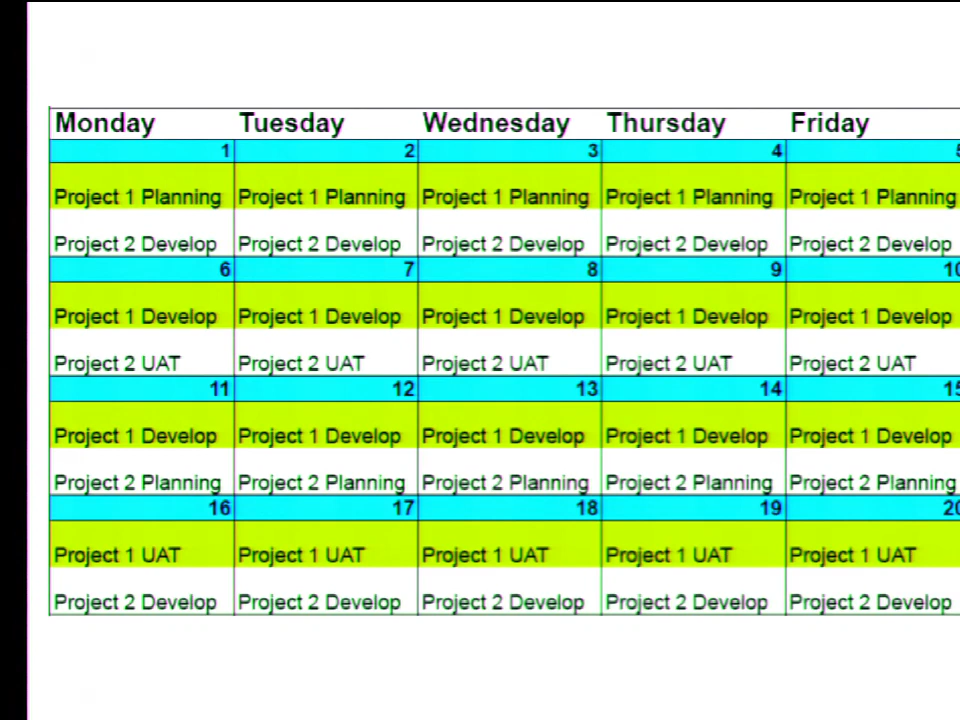 Monday Tuesday Wednesday Thursday Friday
1 2 3 4 5
Project 1 Planning Project 1 Planning Project 1 Planning Project 1 Planning Project 1 Planning
Project 2 Develop Project 2 Develop Project 2 Develop Project 2 Develop Project 2 Develop
6 7 8 9 10
Project 1 Develop Project 1 Develop Project 1 Develop Project 1 Develop Project 1 Develop
Project 2 UAT Project 2 UAT Project 2 UAT Project 2 UAT Project 2 UAT
11 12 13 14 15
Project 1 Develop Project 1 Develop Project 1 Develop Project 1 Develop Project 1 Develop
Project 2 Planning Project 2 Planning Project 2 Planning Project 2 Planning Project 2 Planning
16 17 18 19 20
Project 1 UAT Project 1 UAT Project 1 UAT Project 1 UAT Project 1 UAT
Project 2 Develop Project 2 Develop Project 2 Develop Project 2 Develop Project 2 Develop